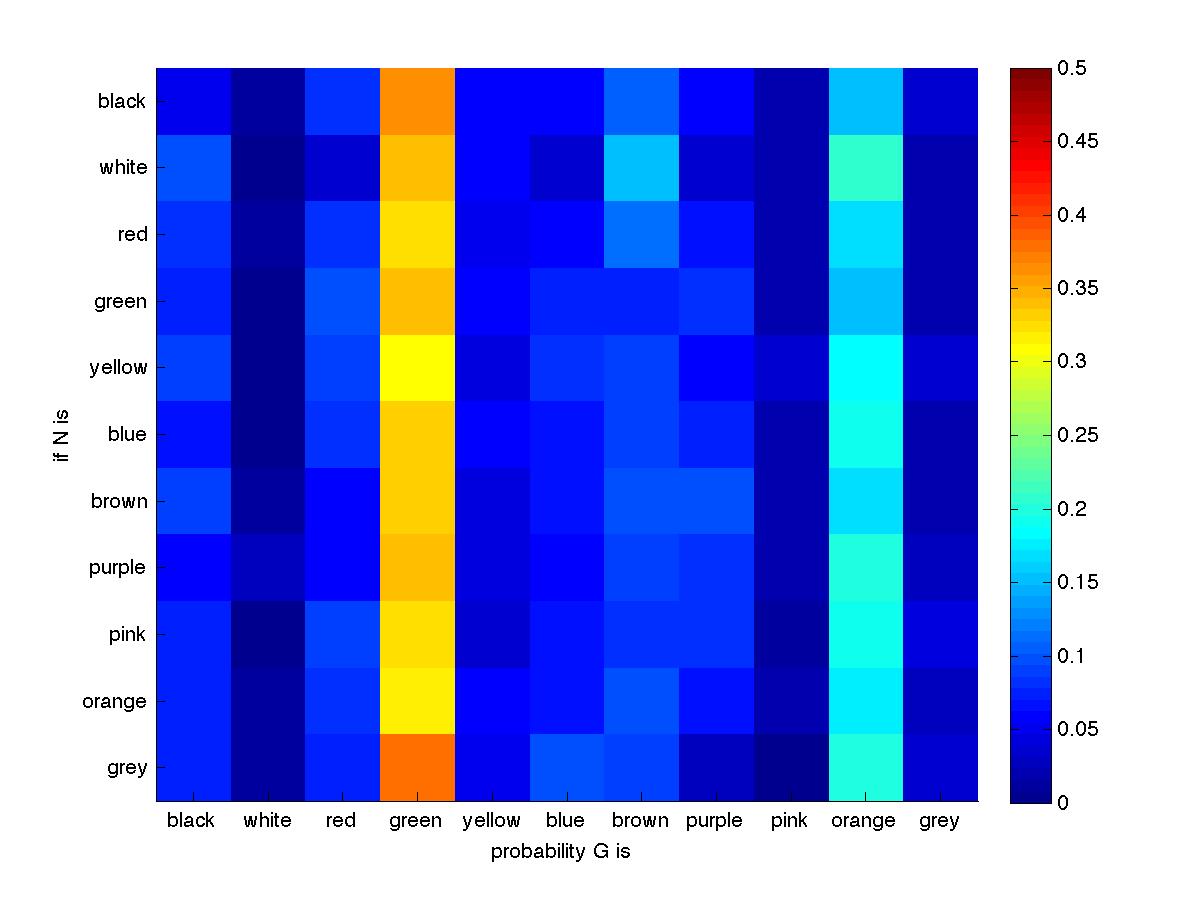 black
white
red
green
yellow
blue
brown
purple
pink
orange
grey
if N is
black white red green yellow blue brown purple pink orange grey
probability G is
0.5
0.45
0.4
0.35
0.3
0.25
0.2
0.15
0.1
0.05
0